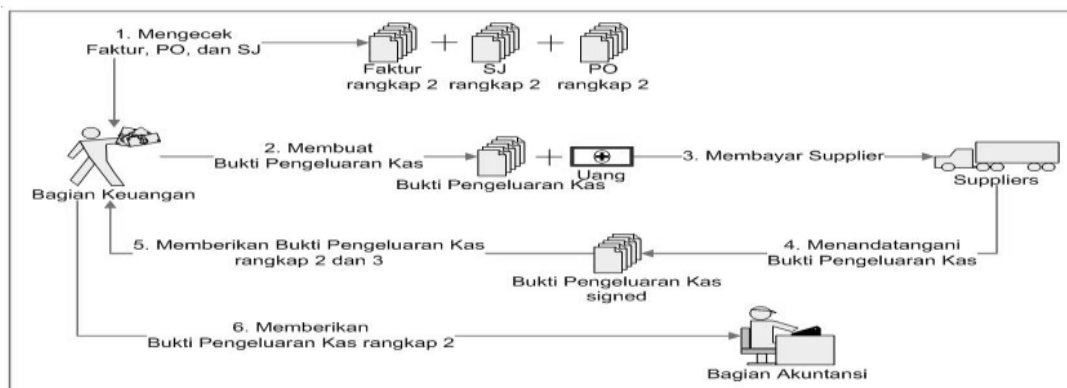 1. Mengecek
Faktur, PO, dan SJ
Faktur
rangkap 2
SJ
rangkap 2
PO
rangkap 2
2. Membuat
Bukti Pengeluaran Kas
Bukti Pengeluaran Kas
Uang
3. Membayar Supplier
Suppliers
Bagian Keuangan
4. Menandatangani
Bukti Pengeluaran Kas
5. Memberikan Bukti Pengeluaran Kas
rangkap 2 dan 3
Bukti Pengeluaran Kas
signed
6. Memberikan
Bukti Pengeluaran Kas rangkap 2
Bagian Akuntansi